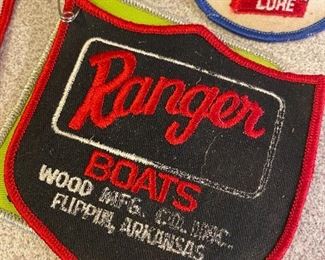 LURE
Ranger
BOATS
WOOD MFG. CO. INC.
FLIPPIN, ARKANSAS